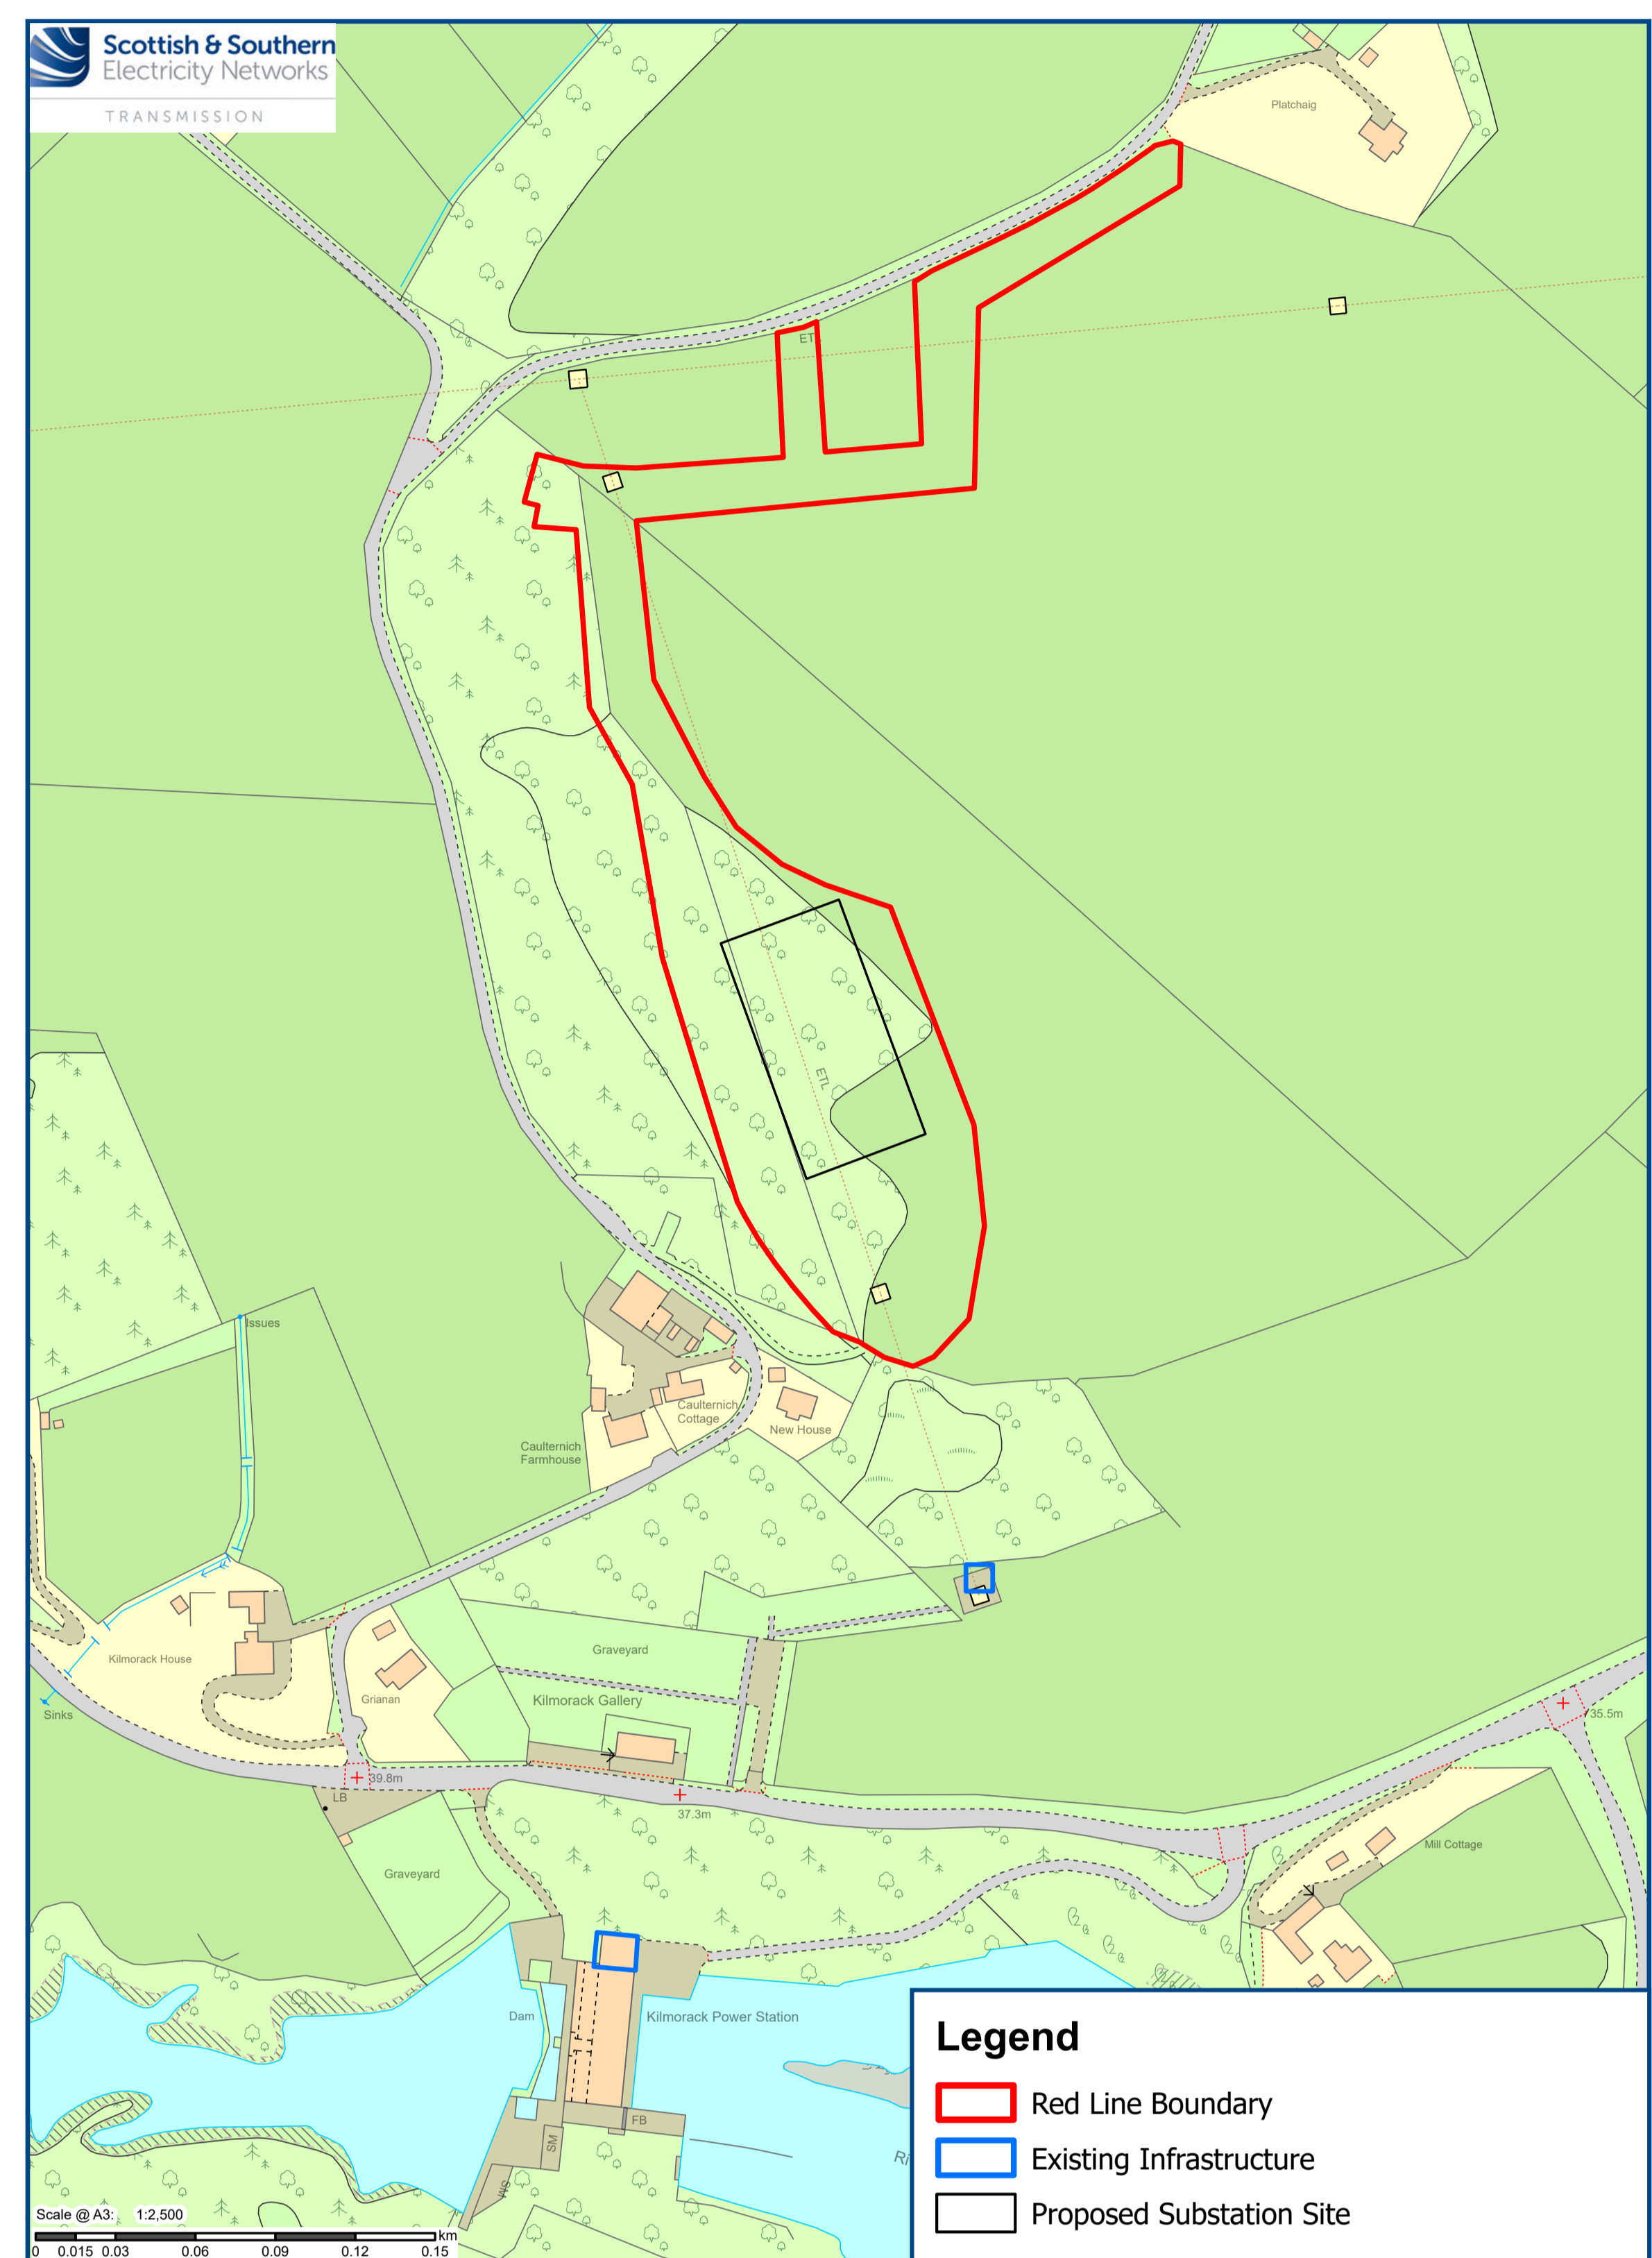 Scottish & Southern
Electricity Networks
TRANSMISSION
Platchaig
ETL
Issues
Caulternich
Cottage
New House
Caulternich
Farmhouse
Graveyard
Kilmorack House
Kilmorack Gallery
Grianan
Sinks
35.5m
39.8m
LB
37.3m
Mill Cottage
Graveyard
Dam
Kilmorack Power Station
Legend
Red Line Boundary
FB
SM
Existing Infrastructure
SM
Scale @ A3: 1:2,500
Proposed Substation Site
km
0 0.015 0.03 0.06 0.09 0.12 0.15